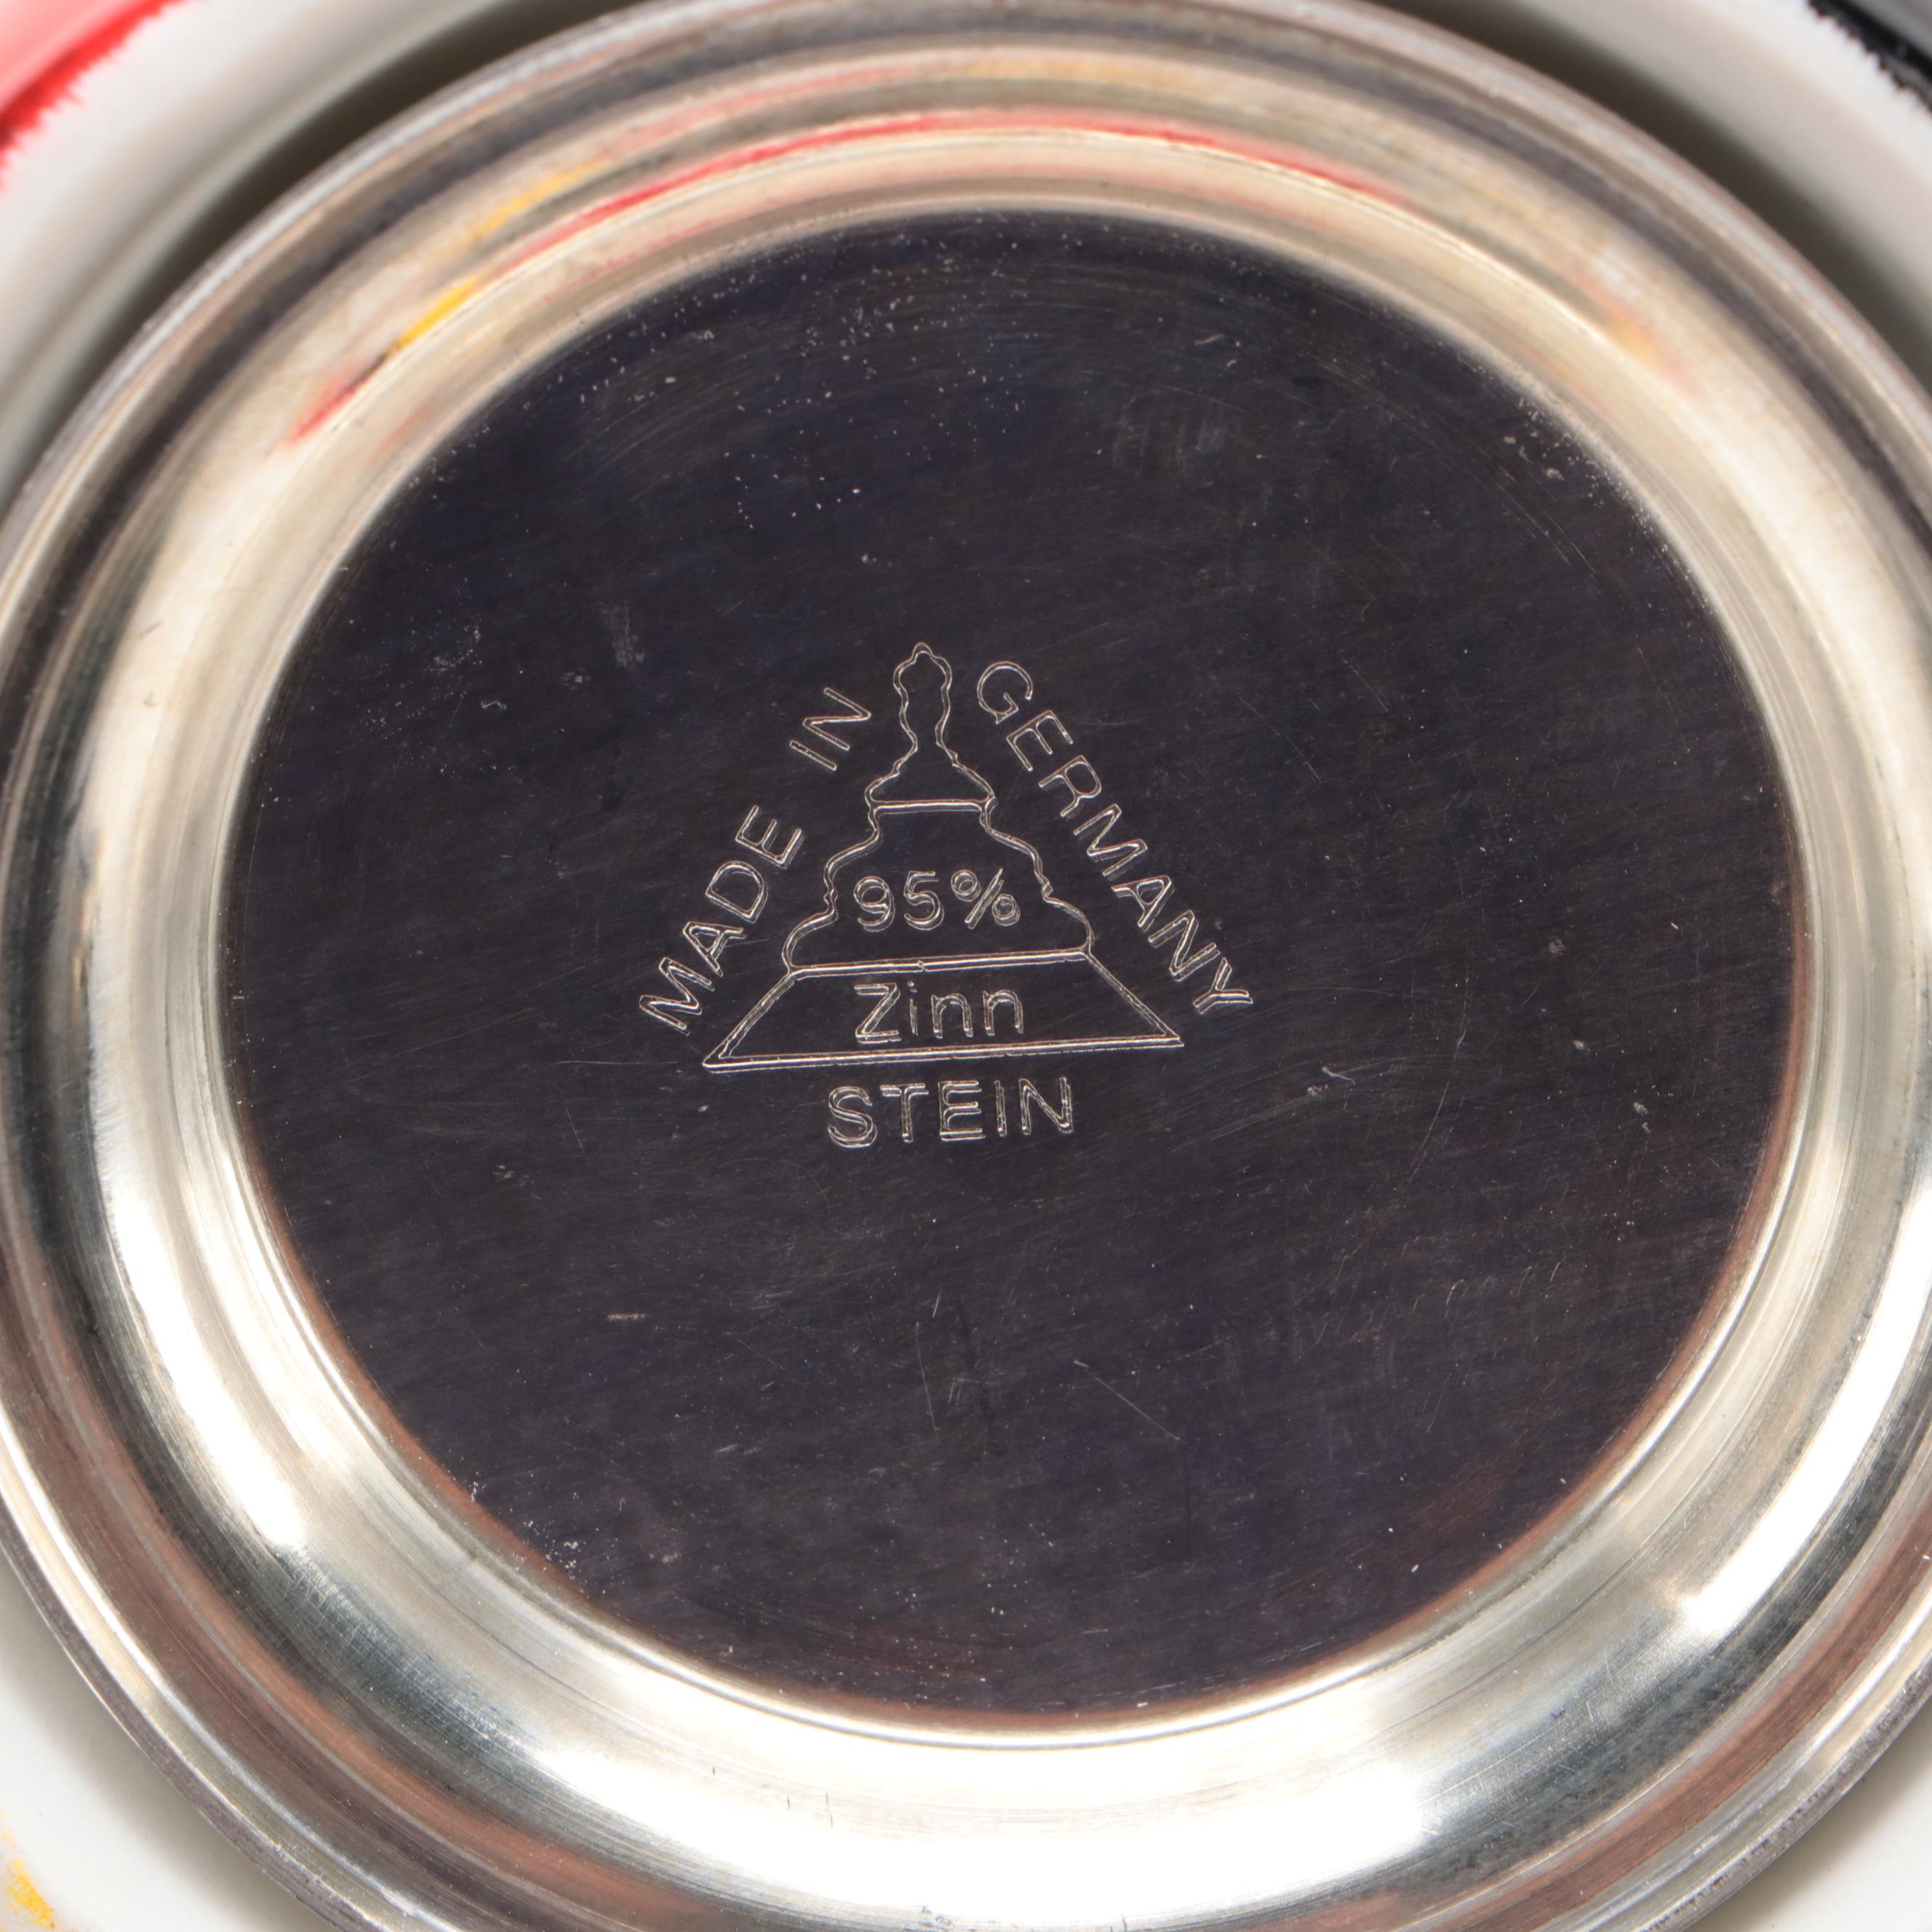 MADE IN GERMANY
95%
Zinn
STEIN